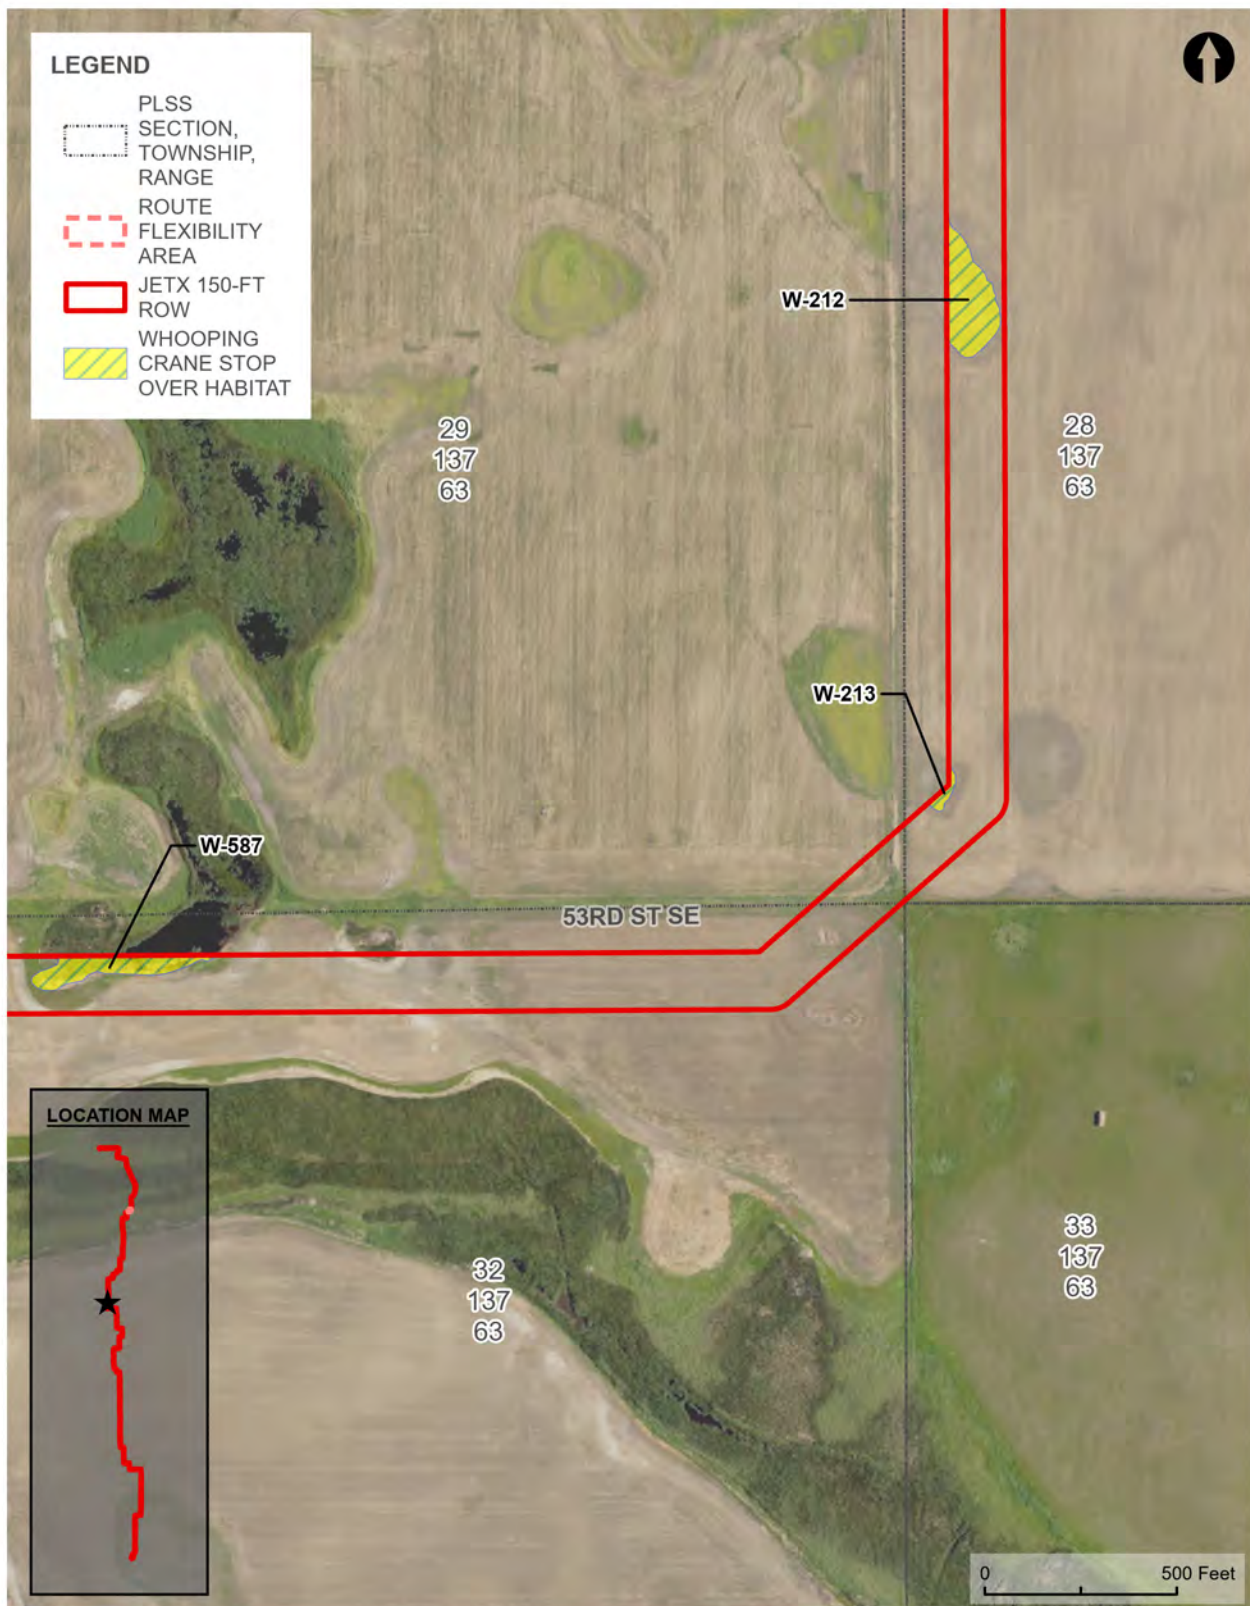 LEGEND
PLSS
SECTION,
TOWNSHIP,
RANGE
ROUTE
FLEXIBILITY
AREA
JETX 150-FT
ROW
WHOOPING
CRANE STOP
OVER HABITAT
W-212
29
137
63
28
137
63
W-213
W-587
53RD ST SE
LOCATION MAP
32
137
63
33
137
63
0 500 Feet